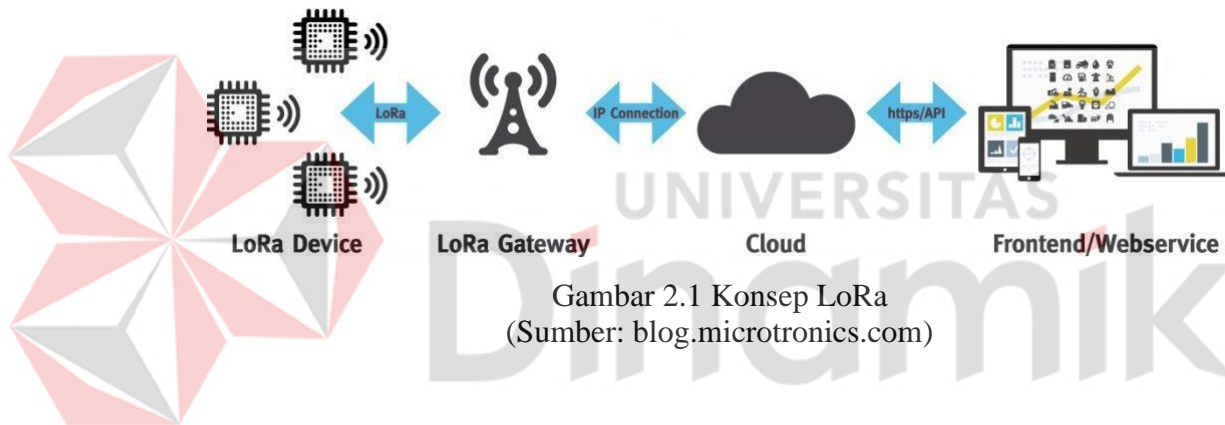 LoRa
IP Connection
https/API
UNIVERSITAS
LoRa Device
LoRa Gateway
Cloud
Frontend/Webservice
Dinamik
Gambar 2.1 Konsep LoRa
(Sumber: blog.microtronics.com)